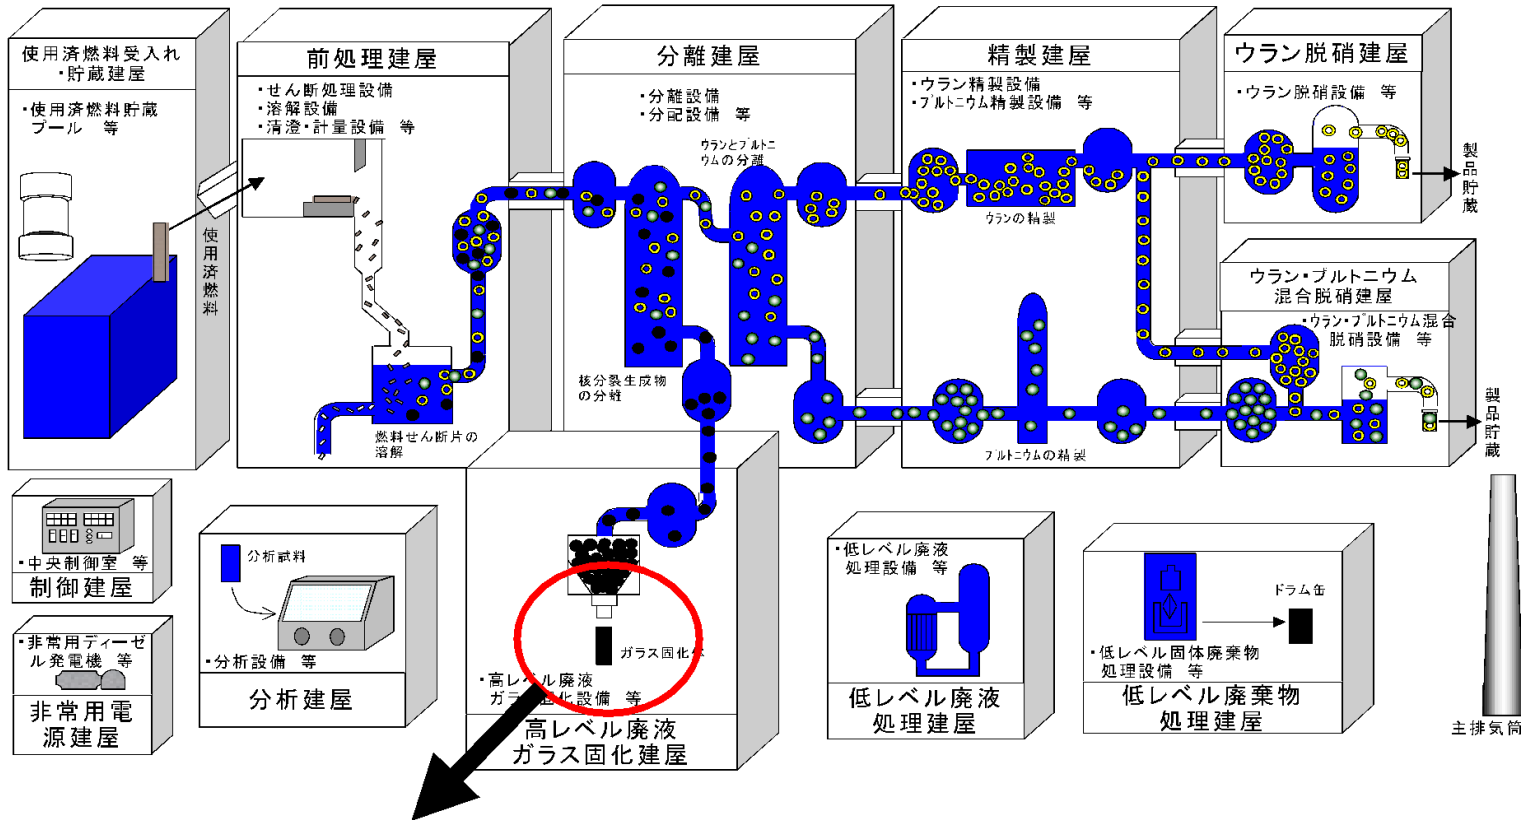 使用済燃料受入れ
・貯蔵建屋
・使用済燃料貯蔵
プール 等
使用済燃料
前処理建屋
・せん断処理設備
・溶解設備
・清澄・計量設備 等
燃料せん断片の
溶解
分離建屋
・分離設備
・分配設備 等
ウランとプルトニ
ウムの分離
核分裂生成物
の分離
精製建屋
・ウラン精製設備
・プルトニウム精製設備 等
ウランの精製
プルトニウムの精製
ウラン脱硝建屋
・ウラン脱硝設備 等
製品貯蔵
ウラン・プルトニウム
混合脱硝建屋
・ウラン・プルトニウム混合
脱硝設備 等
製品貯蔵
・中央制御室 等
制御建屋
・非常用ディーゼ
ル発電機 等
非常用電
源建屋
分析試料
・分析設備 等
分析建屋
ガラス固化体
・高レベル廃液
ガラス固化設備 等
高レベル廃液
ガラス固化建屋
・低レベル廃液
処理設備 等
低レベル廃液
処理建屋
ドラム缶
・低レベル固体廃棄物
処理設備 等
低レベル廃棄物
処理建屋
主排気筒